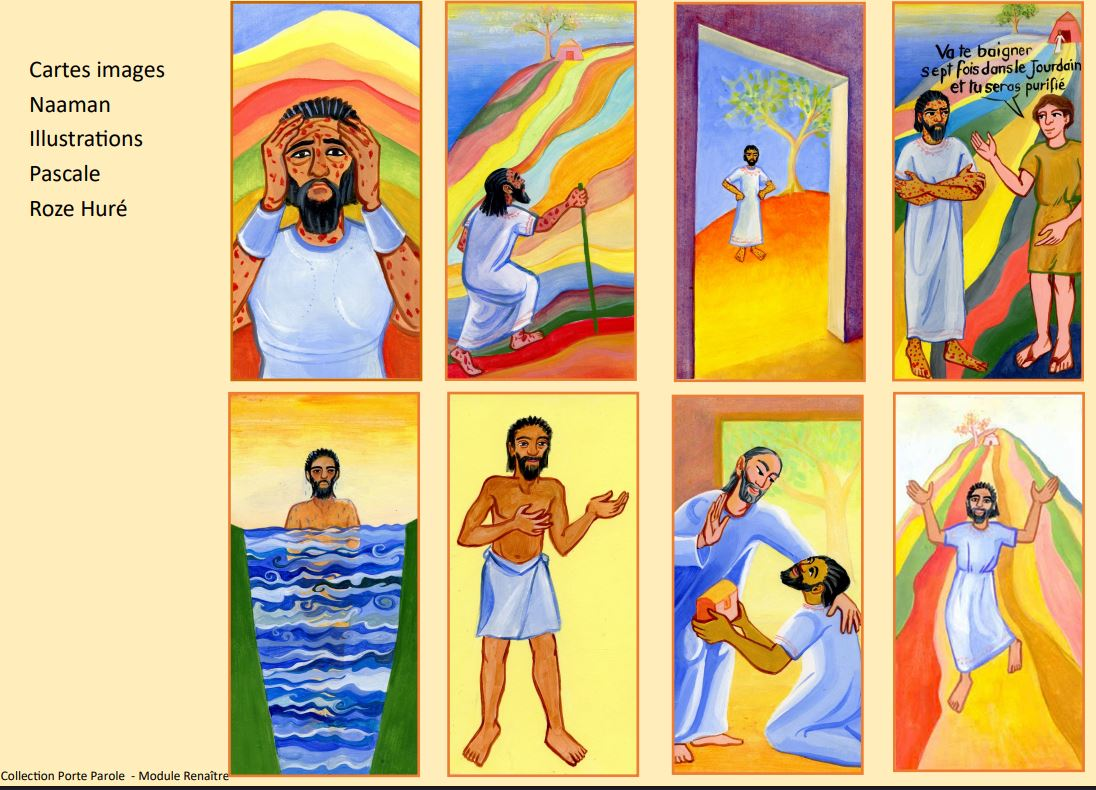 Cartes images
Naaman
Illustrations
Pascale
Roze Huré
Va te baigner
sept fois dans le Jourdain
et tu seras purifié
Collection Porte Parole - Module Renaître